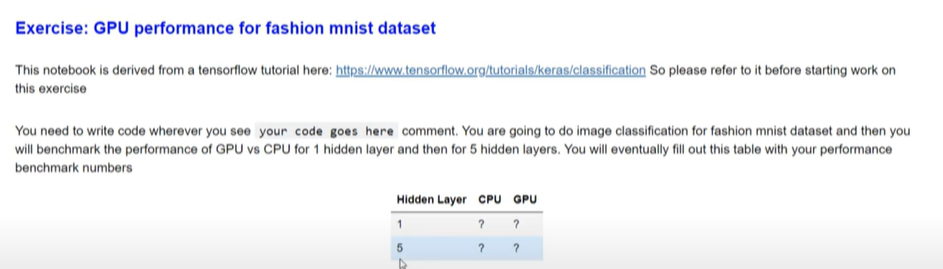 Exercise: GPU performance for fashion mnist dataset
This notebook is derived from a tensorflow tutorial here: https://www.tensorflow.org/tutorials/keras/classification So please refer to it before starting work on
this exercise
You need to write code wherever you see your code goes here comment. You are going to do image classification for fashion mnist dataset and then you
will benchmark the performance of GPU vs CPU for 1 hidden layer and then for 5 hidden layers. You will eventually fill out this table with your performance
benchmark numbers
Hidden Layer CPU GPU
1 ? ?
5 ? ?